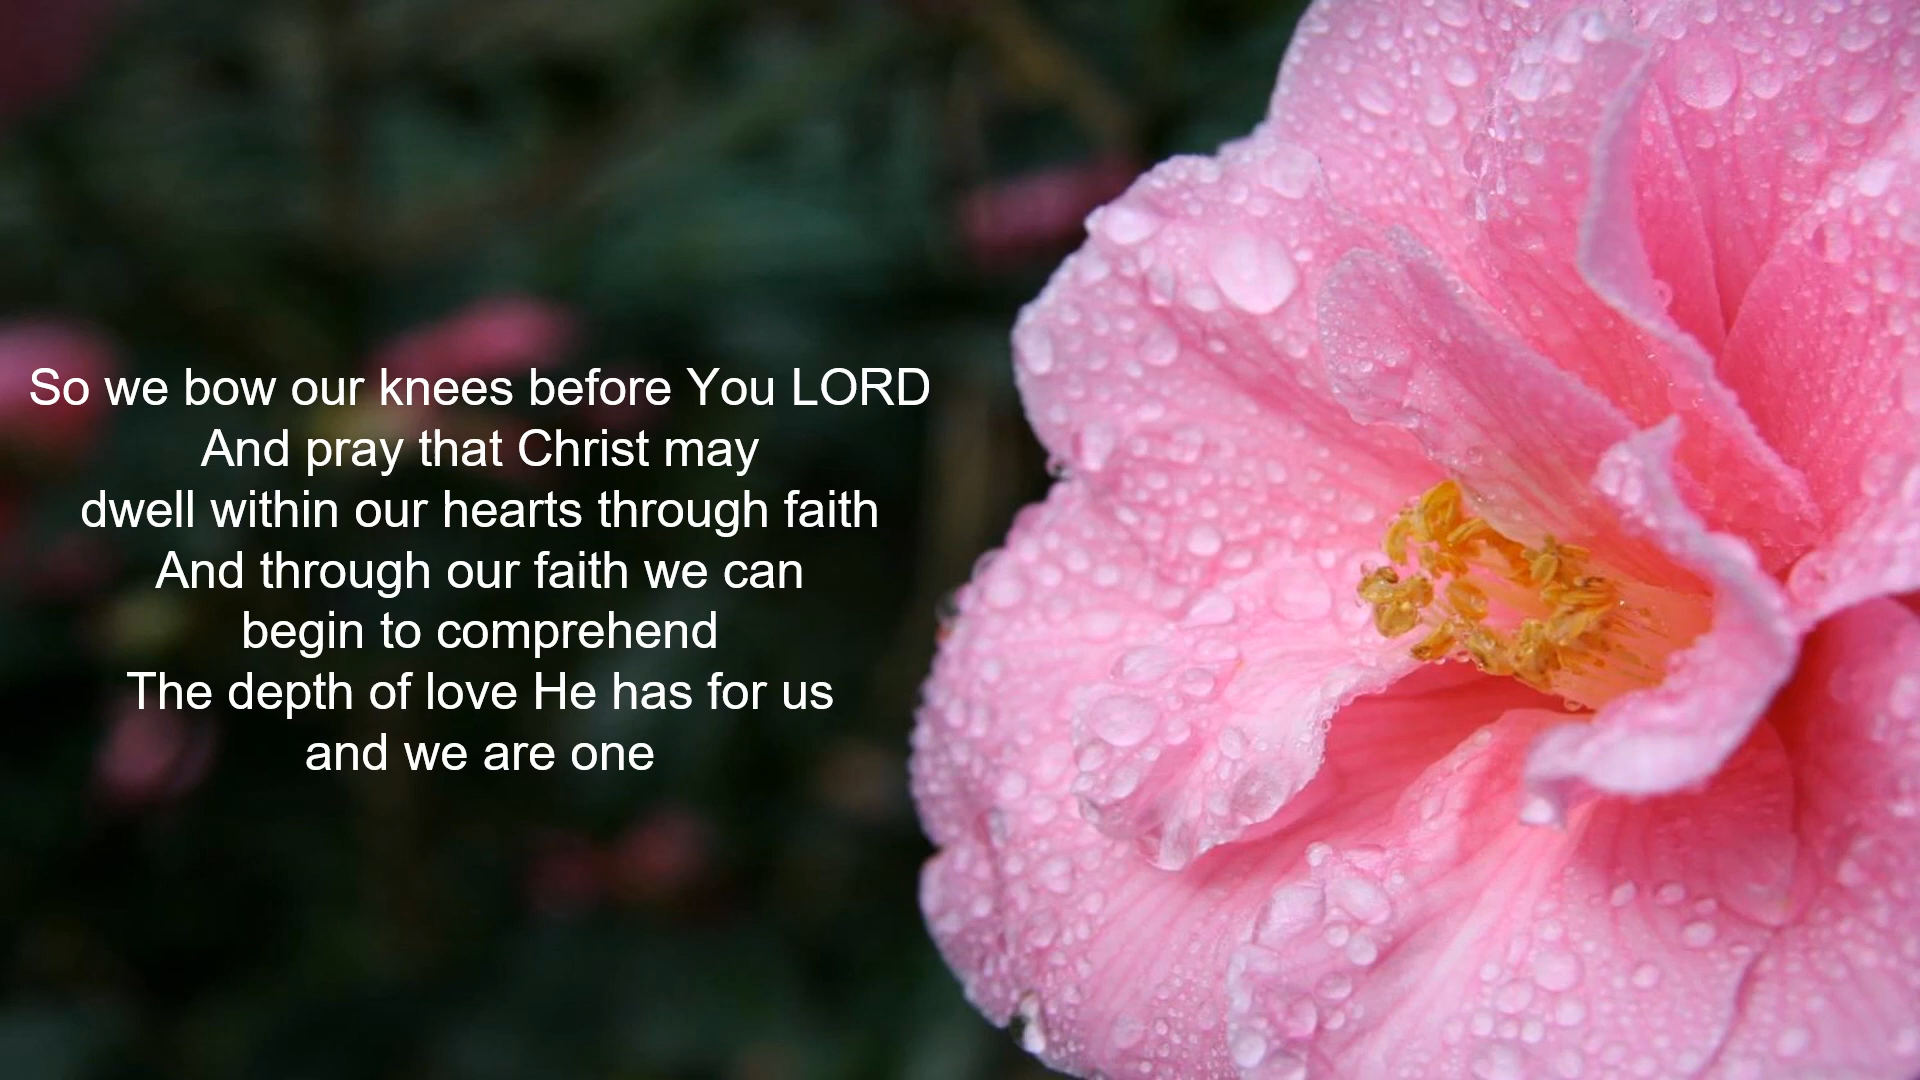 So we bow our knees before You LORD
And pray that Christ may
dwell within our hearts through faith
And through our faith we can
begin to comprehend
The depth of love He has for us
and we are one